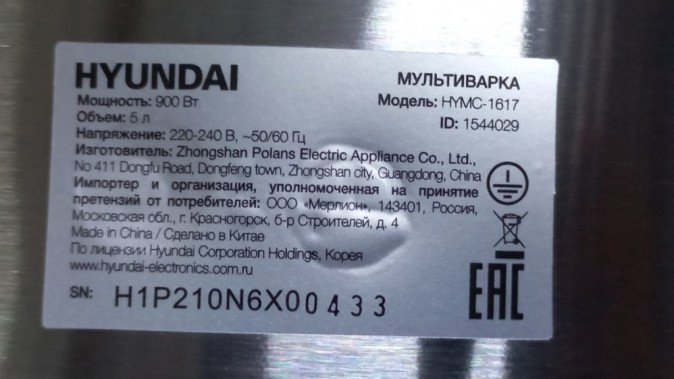 HYUNDAI
МУЛЬТИВАРКА
Мощность: 900 Вт
Модель: HYMC-1617
Объем: 5 л
ID: 1544029
Напряжение: 220-240 В, ~50/60 Гц
Изготовитель: Zhongshan Polans Electric Appliance Co., Ltd.,
No 411 Dongfu Road, Dongfeng town, Zhongshan city, Guangdong, China
Импортер и организация, уполномоченная на принятие
претензий от потребителей: ООО «Мерлион», 143401, Россия,
Московская обл., г. Красногорск, б-р Строителей, д. 4
Made in China / Сделано в Китае
По лицензии Hyundai Corporation Holdings, Корея
www.hyundai-electronics.com
EAC
SN: H1P210N6X00433